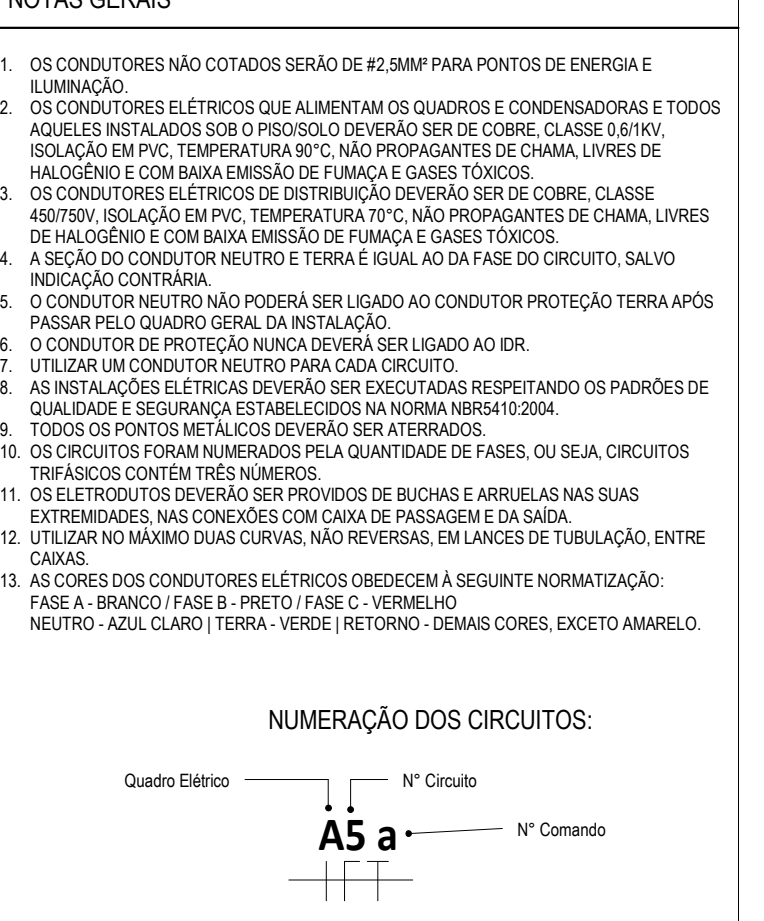 NOTAS GERAIS
1. OS CONDUTORES NÃO COTADOS SERÃO DE #2,5MM² PARA PONTOS DE ENERGIA E
ILUMINAÇÃO.
2. OS CONDUTORES ELÉTRICOS QUE ALIMENTAM OS QUADROS E CONDENSADORAS E TODOS
AQUELES INSTALADOS SOB O PISO/SOLO DEVERÃO SER DE COBRE, CLASSE 0,6/1KV,
ISOLAÇÃO EM PVC, TEMPERATURA 90°C, NÃO PROPAGANTES DE CHAMA, LIVRES DE
HALOGÊNIO E COM BAIXA EMISSÃO DE FUMAÇA E GASES TÓXICOS.
3. OS CONDUTORES ELÉTRICOS DE DISTRIBUIÇÃO DEVERÃO SER DE COBRE, CLASSE
450/750V, ISOLAÇÃO EM PVC, TEMPERATURA 70°C, NÃO PROPAGANTES DE CHAMA, LIVRES
DE HALOGÊNIO E COM BAIXA EMISSÃO DE FUMAÇA E GASES TÓXICOS.
4. A SEÇÃO DO CONDUTOR NEUTRO E TERRA É IGUAL AO DA FASE DO CIRCUITO, SALVO
INDICAÇÃO CONTRÁRIA.
5. O CONDUTOR NEUTRO NÃO PODERÁ SER LIGADO AO CONDUTOR PROTEÇÃO TERRA APÓS
PASSAR PELO QUADRO GERAL DA INSTALAÇÃO.
6. O CONDUTOR DE PROTEÇÃO NUNCA DEVERÁ SER LIGADO AO IDR.
7. UTILIZAR UM CONDUTOR NEUTRO PARA CADA CIRCUITO.
8. AS INSTALAÇÕES ELÉTRICAS DEVERÃO SER EXECUTADAS RESPEITANDO OS PADRÕES DE
QUALIDADE E SEGURANÇA ESTABELECIDOS NA NORMA NBR5410:2004.
9. TODOS OS PONTOS METÁLICOS DEVERÃO SER ATERRADOS.
10. OS CIRCUITOS FORAM NUMERADOS PELA QUANTIDADE DE FASES, OU SEJA, CIRCUITOS
TRIFÁSICOS CONTÉM TRÊS NÚMEROS.
11. OS ELETRODUTOS DEVERÃO SER PROVIDOS DE BUCHAS E ARRUELAS NAS SUAS
EXTREMIDADES, NAS CONEXÕES COM CAIXA DE PASSAGEM E DA SAÍDA.
12. UTILIZAR NO MÁXIMO DUAS CURVAS, NÃO REVERSAS, EM LANCES DE TUBULAÇÃO, ENTRE
CAIXAS.
13. AS CORES DOS CONDUTORES ELÉTRICOS OBEDECEM À SEGUINTE NORMATIZAÇÃO:
FASE A - BRANCO / FASE B - PRETO / FASE C - VERMELHO
NEUTRO - AZUL CLARO | TERRA - VERDE | RETORNO - DEMAIS CORES, EXCETO AMARELO.
NUMERAÇÃO DOS CIRCUITOS:
Quadro Elétrico N° Circuito
A5 a N° Comando